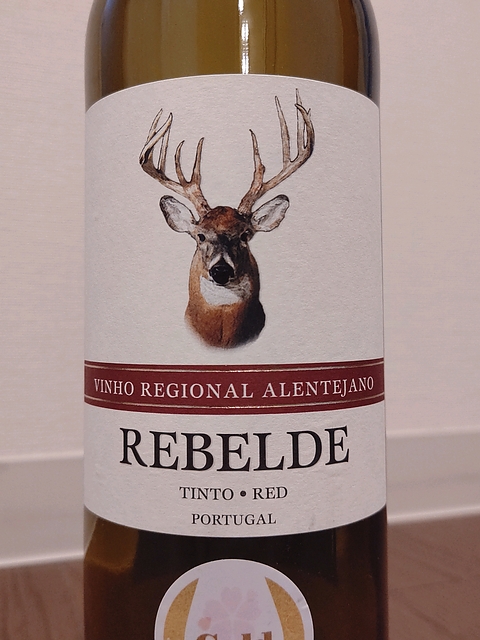 VINHO REGIONAL ALENTEJANO
REBELDE
TINTO • RED
PORTUGAL